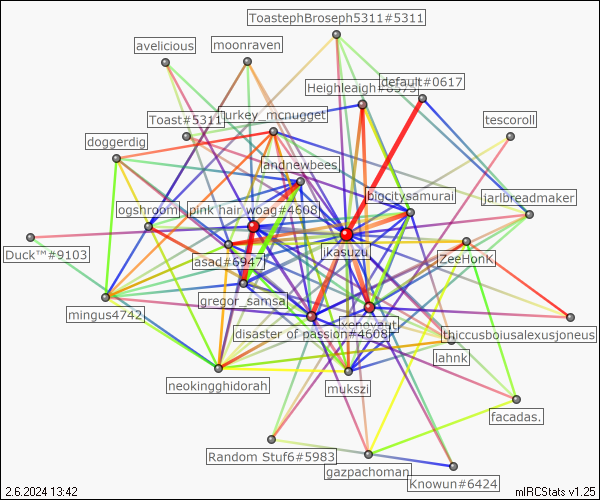 ToastephBroseph5311#5311
avelicious
moonraven
default#0617
Heighleaigh
Toast#5311
turkey_mcnugget
tescoroll
doggerdig
andnewbees
bigcitysamurai
jarlbreadmaker
ogshroom
pink hair woag#4608
Duck™#9103
asad#6947
ikasuzu
ZeeHonK
gregor_samsa
mingus4742
xenovaut
disaster of passion#4608
thiccusboiusalexusjoneus
lahnk
neokingghidorah
mukszi
facadas.
Random Stuf6#5983
gazpachoman
Knowun#6424
2.6.2024 13:42
mIRCStats v1.25